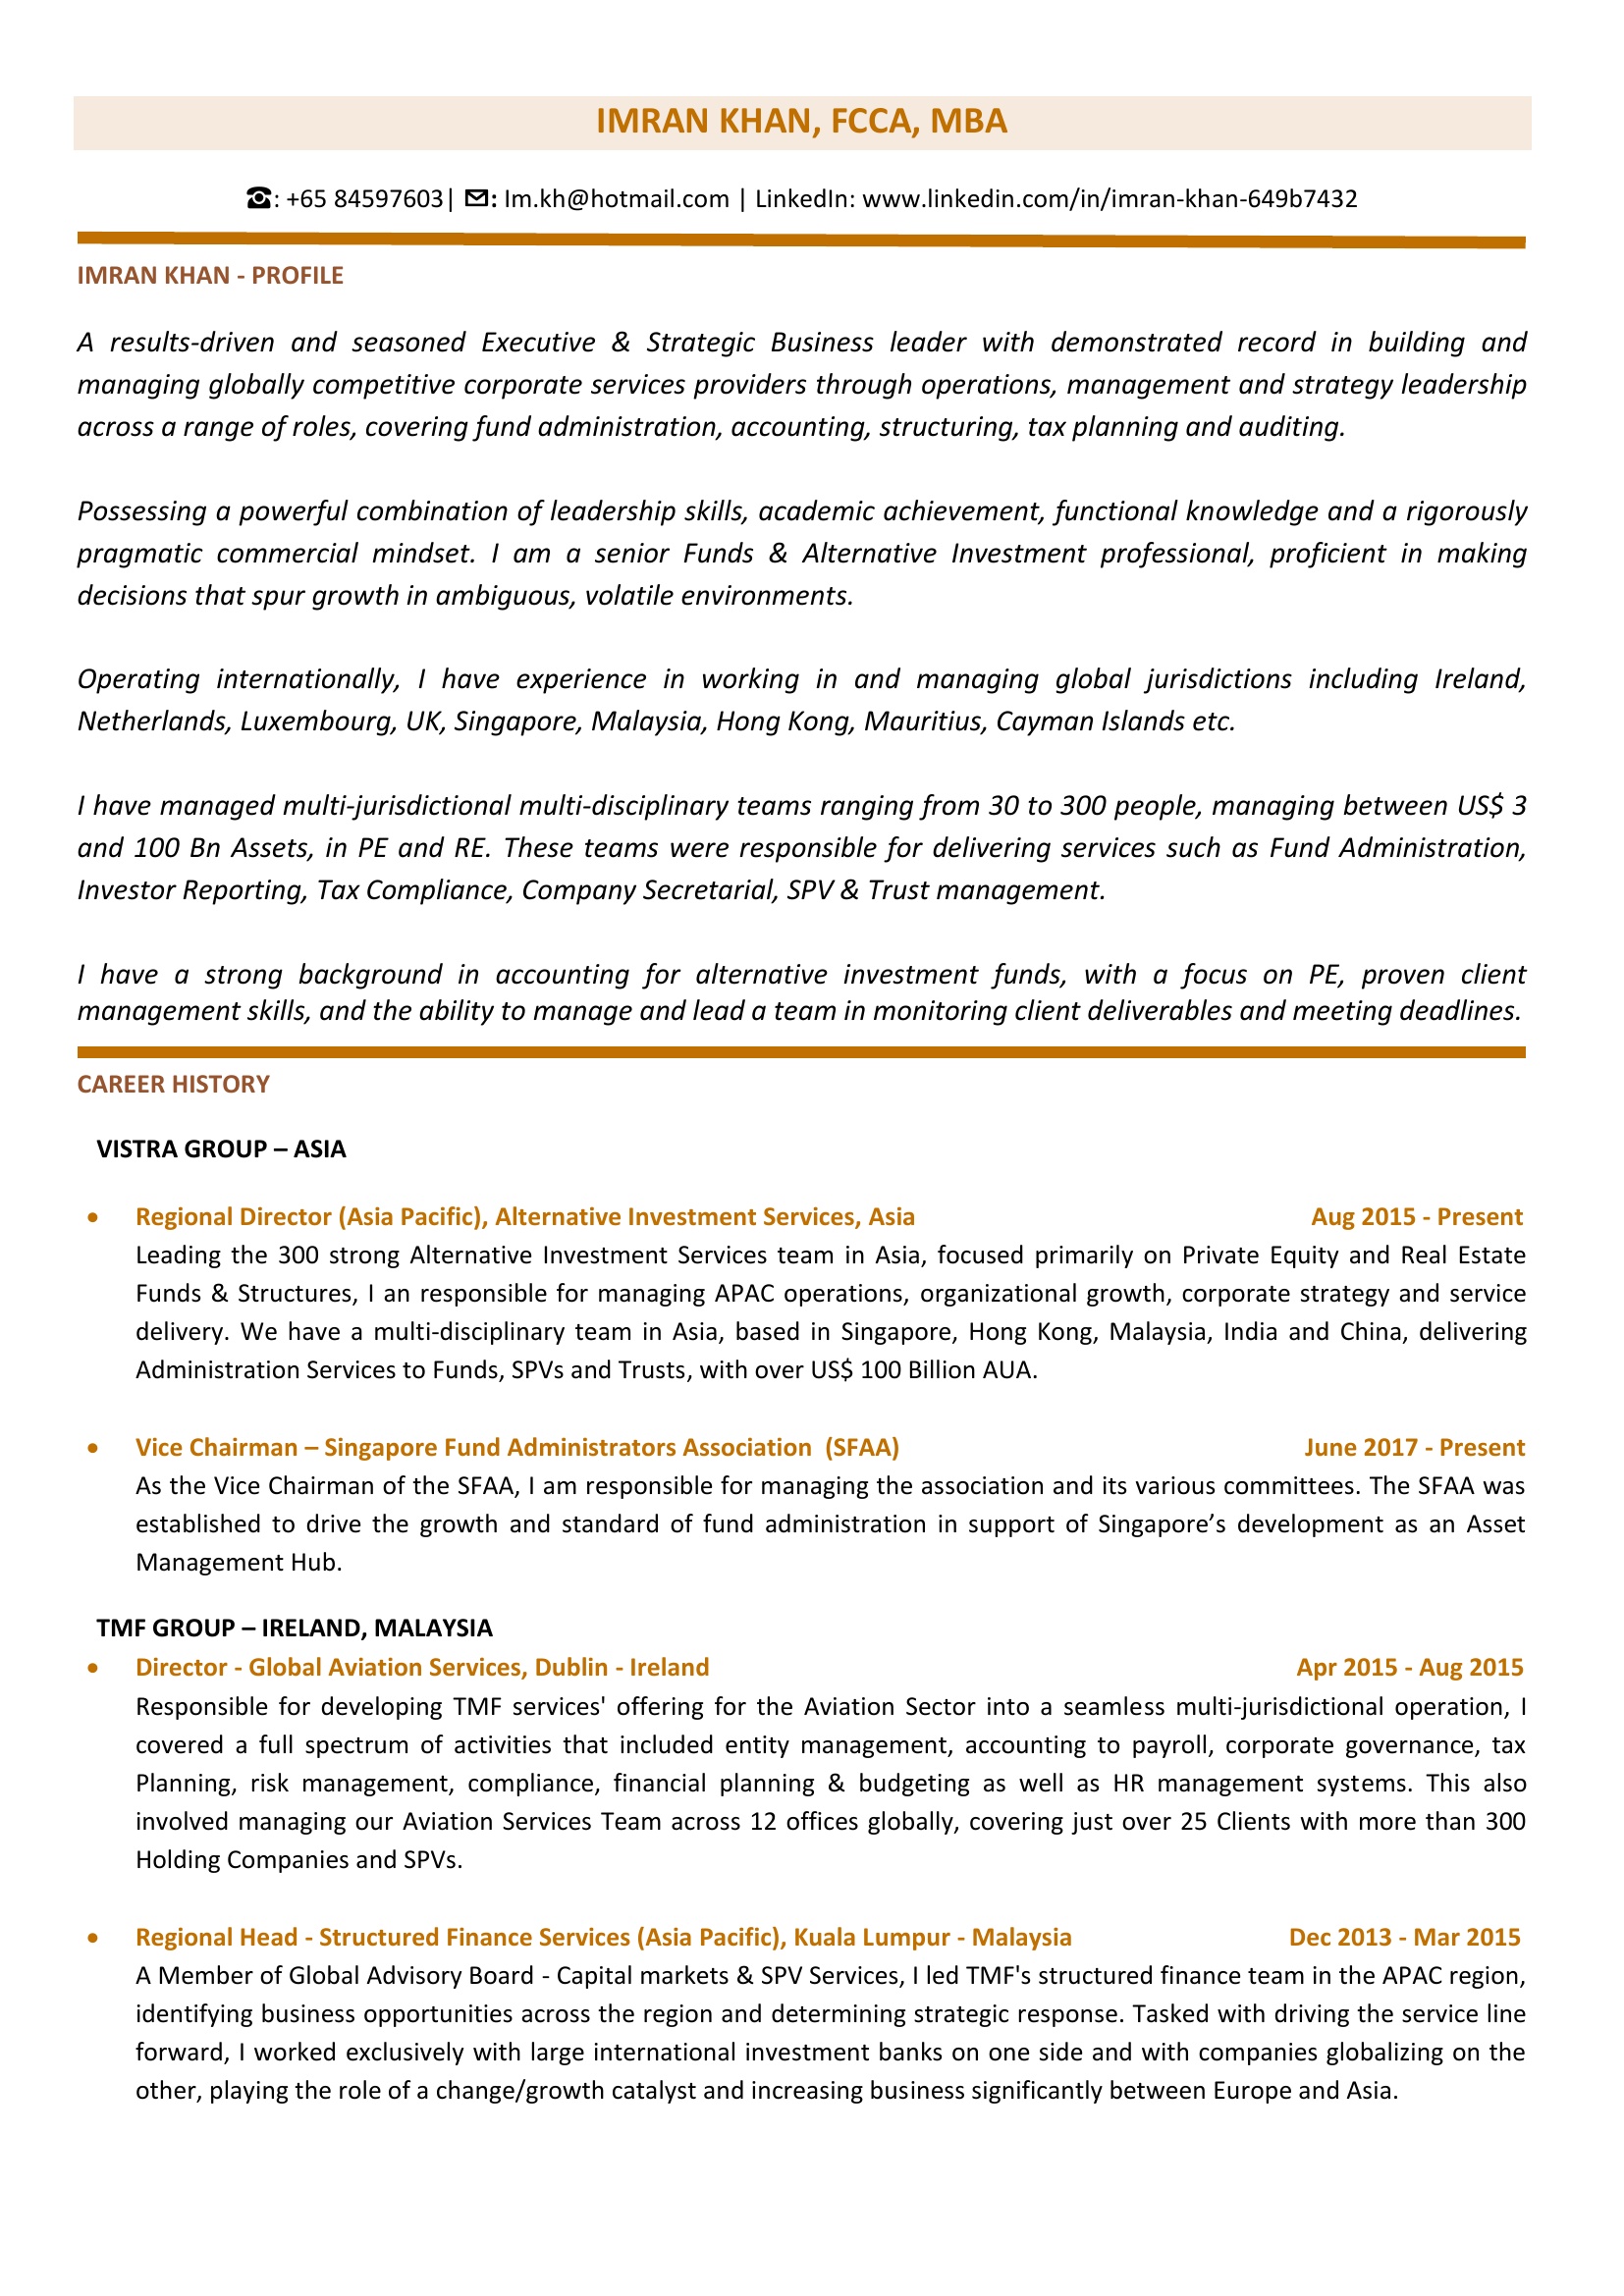 IMRAN KHAN, FCCA, MBA
☎: +65 84597603| ✉: Im.kh@hotmail.com | LinkedIn: www.linkedin.com/in/imran-khan-649b7432
IMRAN KHAN - PROFILE
A results-driven and seasoned Executive & Strategic Business leader with demonstrated record in building and
managing globally competitive corporate services providers through operations, management and strategy leadership
across a range of roles, covering fund administration, accounting, structuring, tax planning and auditing.
Possessing a powerful combination of leadership skills, academic achievement, functional knowledge and a rigorously
pragmatic commercial mindset. I am a senior Funds & Alternative Investment professional, proficient in making
decisions that spur growth in ambiguous, volatile environments.
Operating internationally, I have experience in working in and managing global jurisdictions including Ireland,
Netherlands, Luxembourg, UK, Singapore, Malaysia, Hong Kong, Mauritius, Cayman Islands etc.
I have managed multi-jurisdictional multi-disciplinary teams ranging from 30 to 300 people, managing between US$ 3
and 100 Bn Assets, in PE and RE. These teams were responsible for delivering services such as Fund Administration,
Investor Reporting, Tax Compliance, Company Secretarial, SPV & Trust management.
I have a strong background in accounting for alternative investment funds, with a focus on PE, proven client
management skills, and the ability to manage and lead a team in monitoring client deliverables and meeting deadlines.
CAREER HISTORY
VISTRA GROUP – ASIA
• Regional Director (Asia Pacific), Alternative Investment Services, Asia Aug 2015 - Present
Leading the 300 strong Alternative Investment Services team in Asia, focused primarily on Private Equity and Real Estate
Funds & Structures, I an responsible for managing APAC operations, organizational growth, corporate strategy and service
delivery. We have a multi-disciplinary team in Asia, based in Singapore, Hong Kong, Malaysia, India and China, delivering
Administration Services to Funds, SPVs and Trusts, with over US$ 100 Billion AUA.
• Vice Chairman – Singapore Fund Administrators Association (SFAA) June 2017 - Present
As the Vice Chairman of the SFAA, I am responsible for managing the association and its various committees. The SFAA was
established to drive the growth and standard of fund administration in support of Singapore’s development as an Asset
Management Hub.
TMF GROUP – IRELAND, MALAYSIA
• Director - Global Aviation Services, Dublin - Ireland Apr 2015 - Aug 2015
Responsible for developing TMF services' offering for the Aviation Sector into a seamless multi-jurisdictional operation, I
covered a full spectrum of activities that included entity management, accounting to payroll, corporate governance, tax
Planning, risk management, compliance, financial planning & budgeting as well as HR management systems. This also
involved managing our Aviation Services Team across 12 offices globally, covering just over 25 Clients with more than 300
Holding Companies and SPVs.
• Regional Head - Structured Finance Services (Asia Pacific), Kuala Lumpur - Malaysia Dec 2013 - Mar 2015
A Member of Global Advisory Board - Capital markets & SPV Services, I led TMF's structured finance team in the APAC region,
identifying business opportunities across the region and determining strategic response. Tasked with driving the service line
forward, I worked exclusively with large international investment banks on one side and with companies globalizing on the
other, playing the role of a change/growth catalyst and increasing business significantly between Europe and Asia.